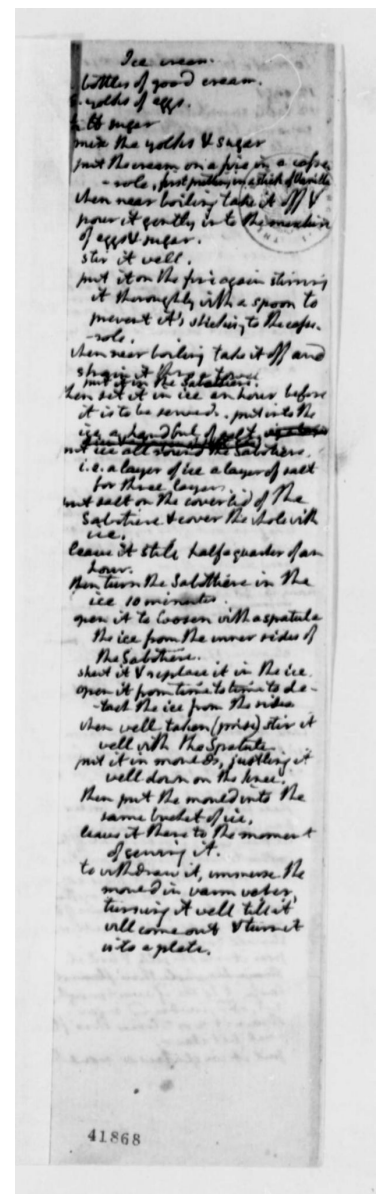 Ice cream.
bottles of good cream.
yolks of eggs.
lb sugar
mix the yolks & sugar
put the cream on a fire in a casse-
-role, first putting in a stick of Vanilla.
when near boiling take it off &
pour it gently into the mixture
of eggs & sugar.
stir it well.
put it on the fire again stirring
it thoroughly with a spoon to
prevent it's sticking to the casse-
-role.
when near boiling take it off and
strain it thro' a towel.
put it in the Sabottiere.
then set it in ice an hour before
it is to be served. put into the
ice a handful of salt.
put ice all around the Sabottiere.
i.e. a layer of ice a layer of salt
for three layers.
put salt on the coverlid of the
Sabotiere & cover the whole with
ice.
leave it still half a quarter of an
hour.
then turn the Sabottiere in the
ice 10 minutes
open it to loosen with a spatula
the ice from the inner sides of
the Sabotiere.
shut it & replace it in the ice
open it from time to time to de-
-tach the ice from the sides
when well taken (prise) stir it
well with the Spatula.
put it in moulds, justling it
well down on the knee.
then put the mould into the
same bucket of ice.
leave it there to the moment
of serving it.
to withdraw it, immerse the
mould in warm water,
turning it well till it
will come out & turn it
into a plate.
41868